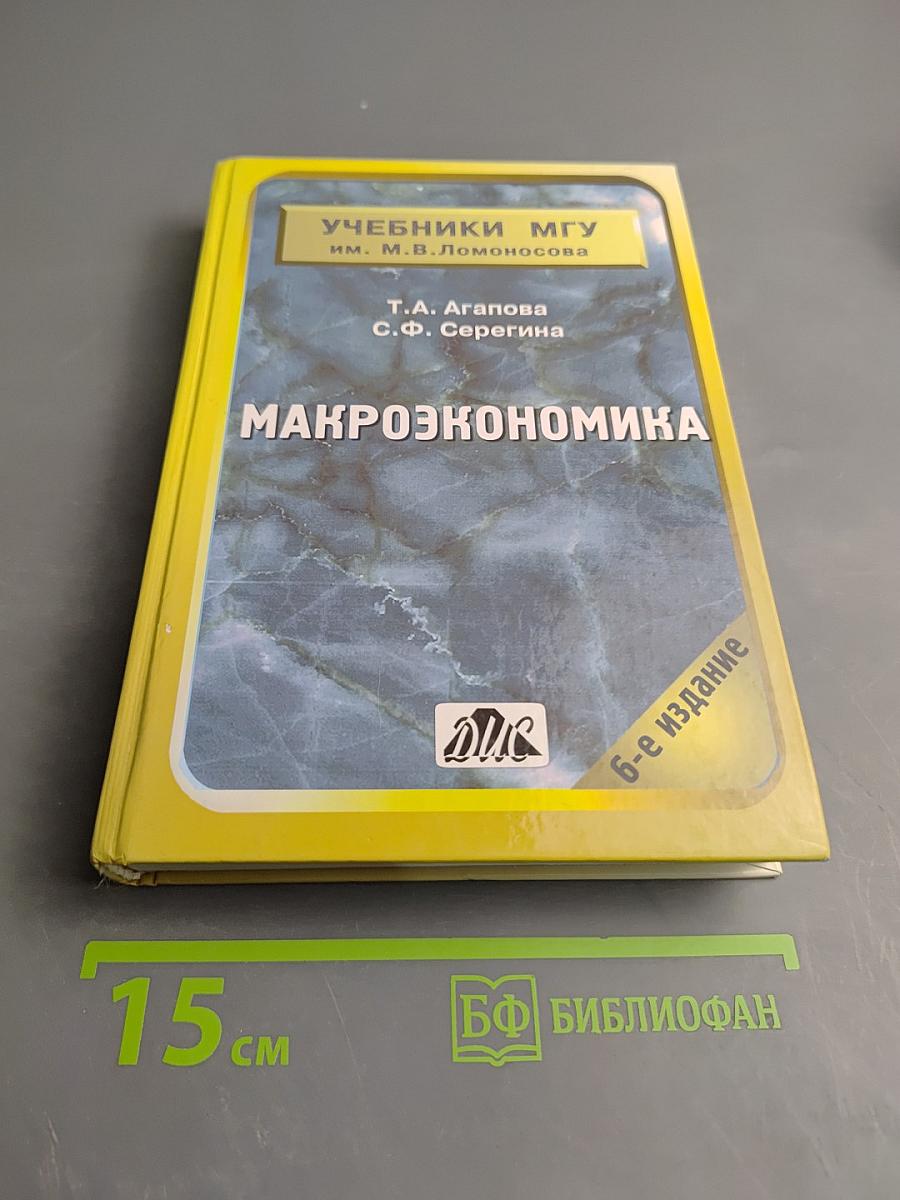 УЧЕБНИКИ МГУ
им. М.В.Ломоносова
Т.А. Агапова
С.Ф. Серегина
МАКРОЭКОНОМИКА
6-е издание
ДИС
15 см
БФ БИБЛИОФАН